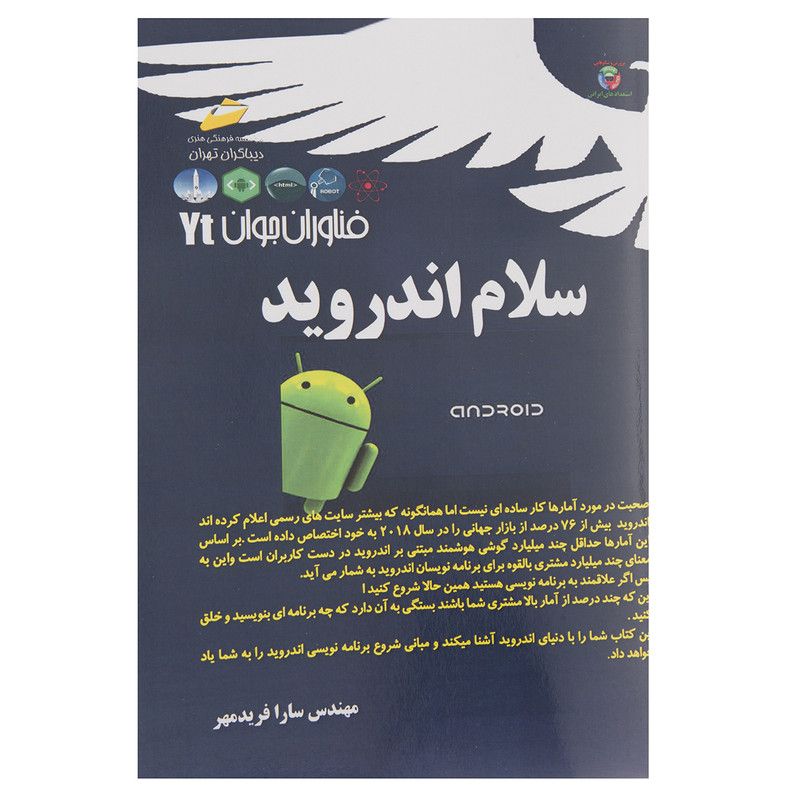 پرورش و شکوفایی
استعدادهای ایرانی
موسسه فرهنگی هنری
دیباگران تهران
<html>
ROBOT
فناوران جوان Yt
سلام اندروید
ANDROID
صحبت در مورد آمارها کار ساده ای نیست اما همانگونه که بیشتر سایت های رسمی اعلام کرده اند
اندروید بیش از ۷۶ درصد از بازار جهانی را در سال ۲۰۱۸ به خود اختصاص داده است .بر اساس
این آمارها حداقل چند میلیارد گوشی هوشمند مبتنی بر اندروید در دست کاربران است واین به
معنای چند میلیارد مشتری بالقوه برای برنامه نویسان اندروید به شمار می آید.
پس اگر علاقمند به برنامه نویسی هستید همین حالا شروع کنید!
این که چند درصد از آمار بالا مشتری شما باشند بستگی به آن دارد که چه برنامه ای بنویسید و خلق
کنید .
این کتاب شما را با دنیای اندروید آشنا میکند و مبانی شروع برنامه نویسی اندروید را به شما یاد
خواهد داد.
مهندس سارا فریدمهر